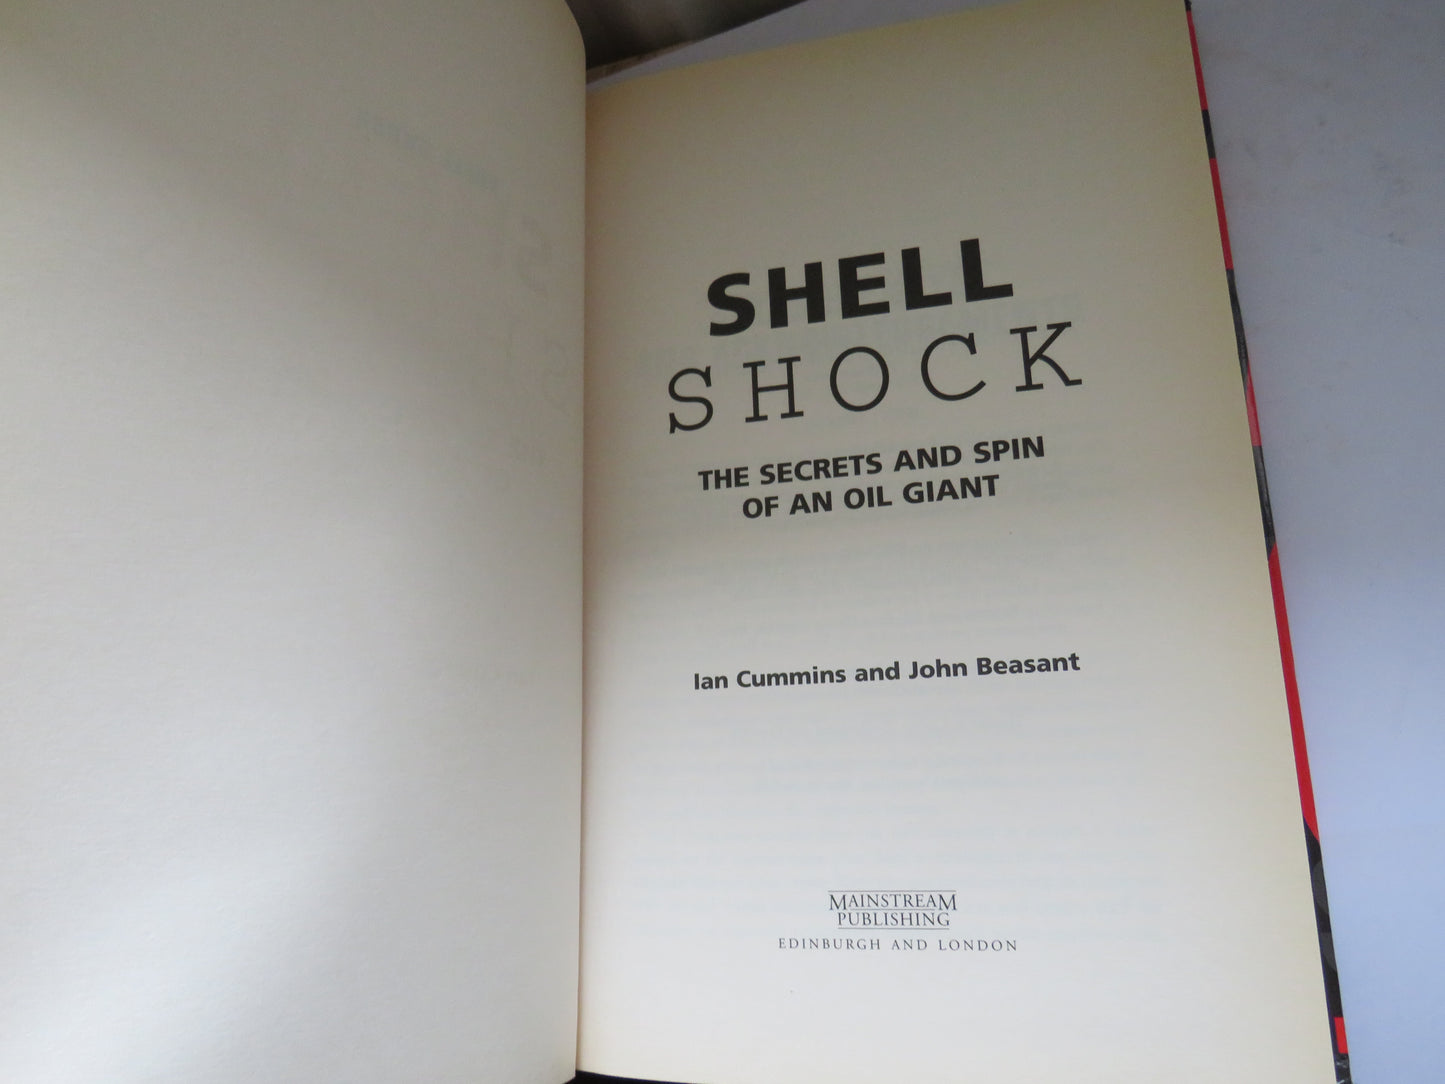 SHELL
SHOCK
THE SECRETS AND SPIN
OF AN OIL GIANT
Ian Cummins and John Beasant
MAINSTREAM
PUBLISHING
EDINBURGH AND LONDON